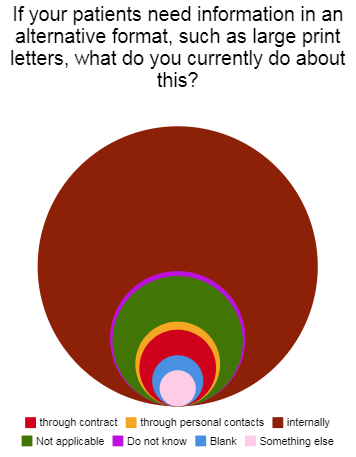 If your patients need information in an
alternative format, such as large print
letters, what do you currently do about
this?
through contract through personal contacts internally
Not applicable Do not know Blank Something else